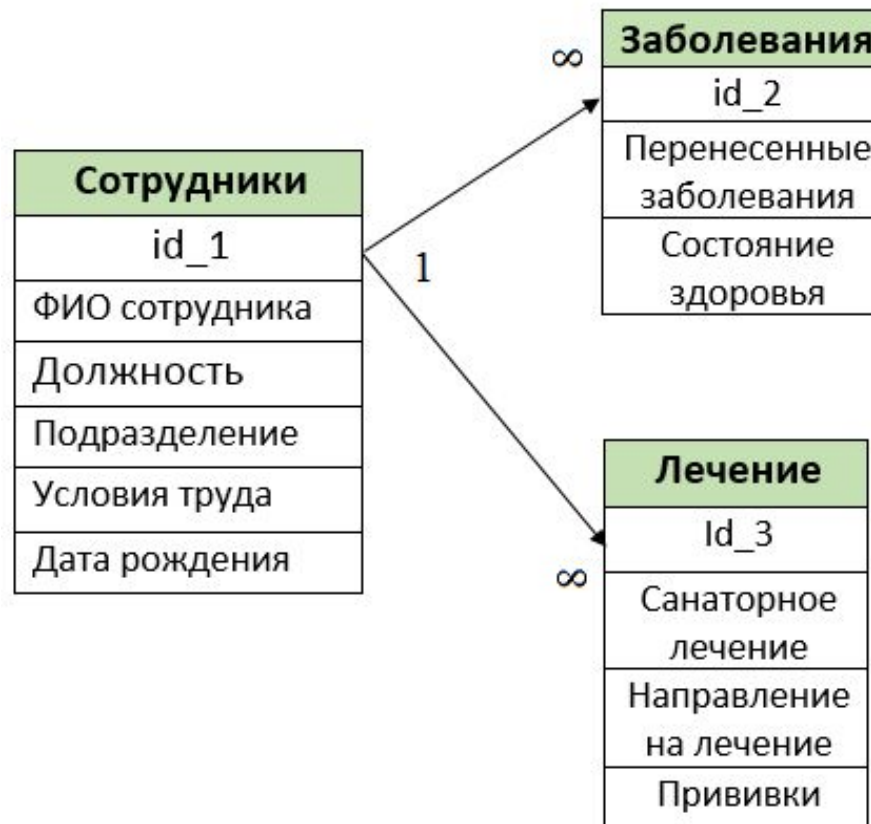 Сотрудники
id_1
ФИО сотрудника
Должность
Подразделение
Условия труда
Дата рождения
1
∞
Заболевания
id_2
Перенесенные
заболевания
Состояние
здоровья
∞
Лечение
Id_3
Санаторное
лечение
Направление
на лечение
Прививки